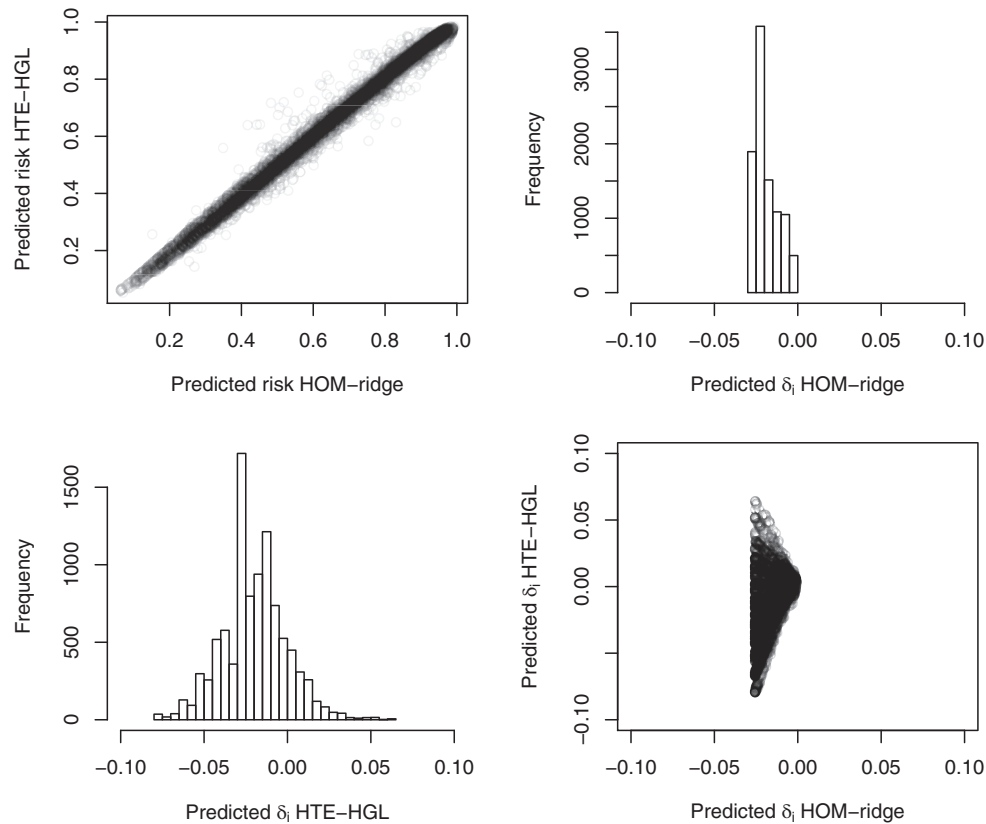 Predicted risk HTE−HGL
1.0
0.8
0.6
0.4
0.2
0.2 0.4 0.6 0.8 1.0
Predicted risk HOM−ridge
Frequency
3000
2000
1000
0
−0.10 −0.05 0.00 0.05 0.10
Predicted δi HOM−ridge
Frequency
1500
1000
500
0
−0.10 −0.05 0.00 0.05 0.10
Predicted δi HTE−HGL
Predicted δi HTE−HGL
0.10
0.05
0.00
−0.10
−0.10 −0.05 0.00 0.05 0.10
Predicted δi HOM−ridge